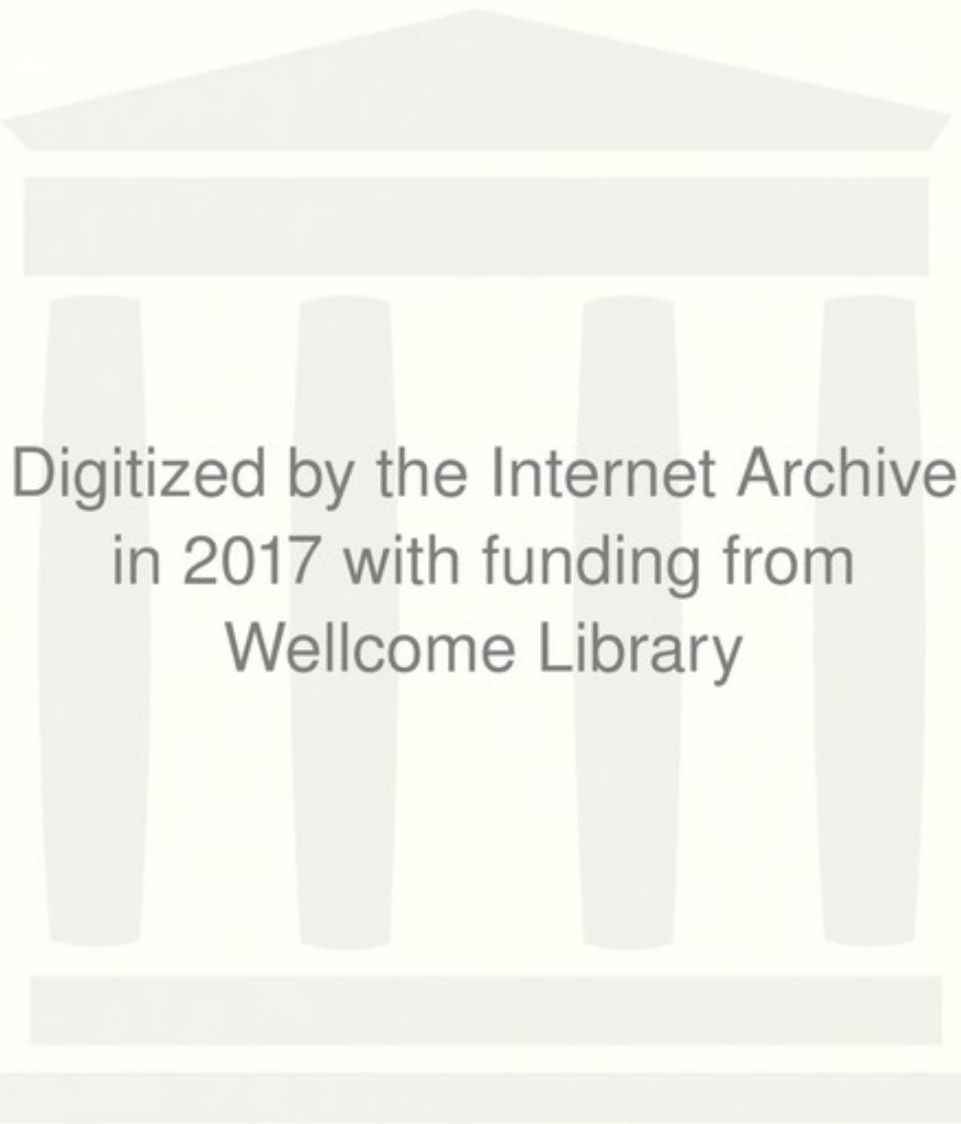 Digitized by the Internet Archive
in 2017 with funding from
Wellcome Library